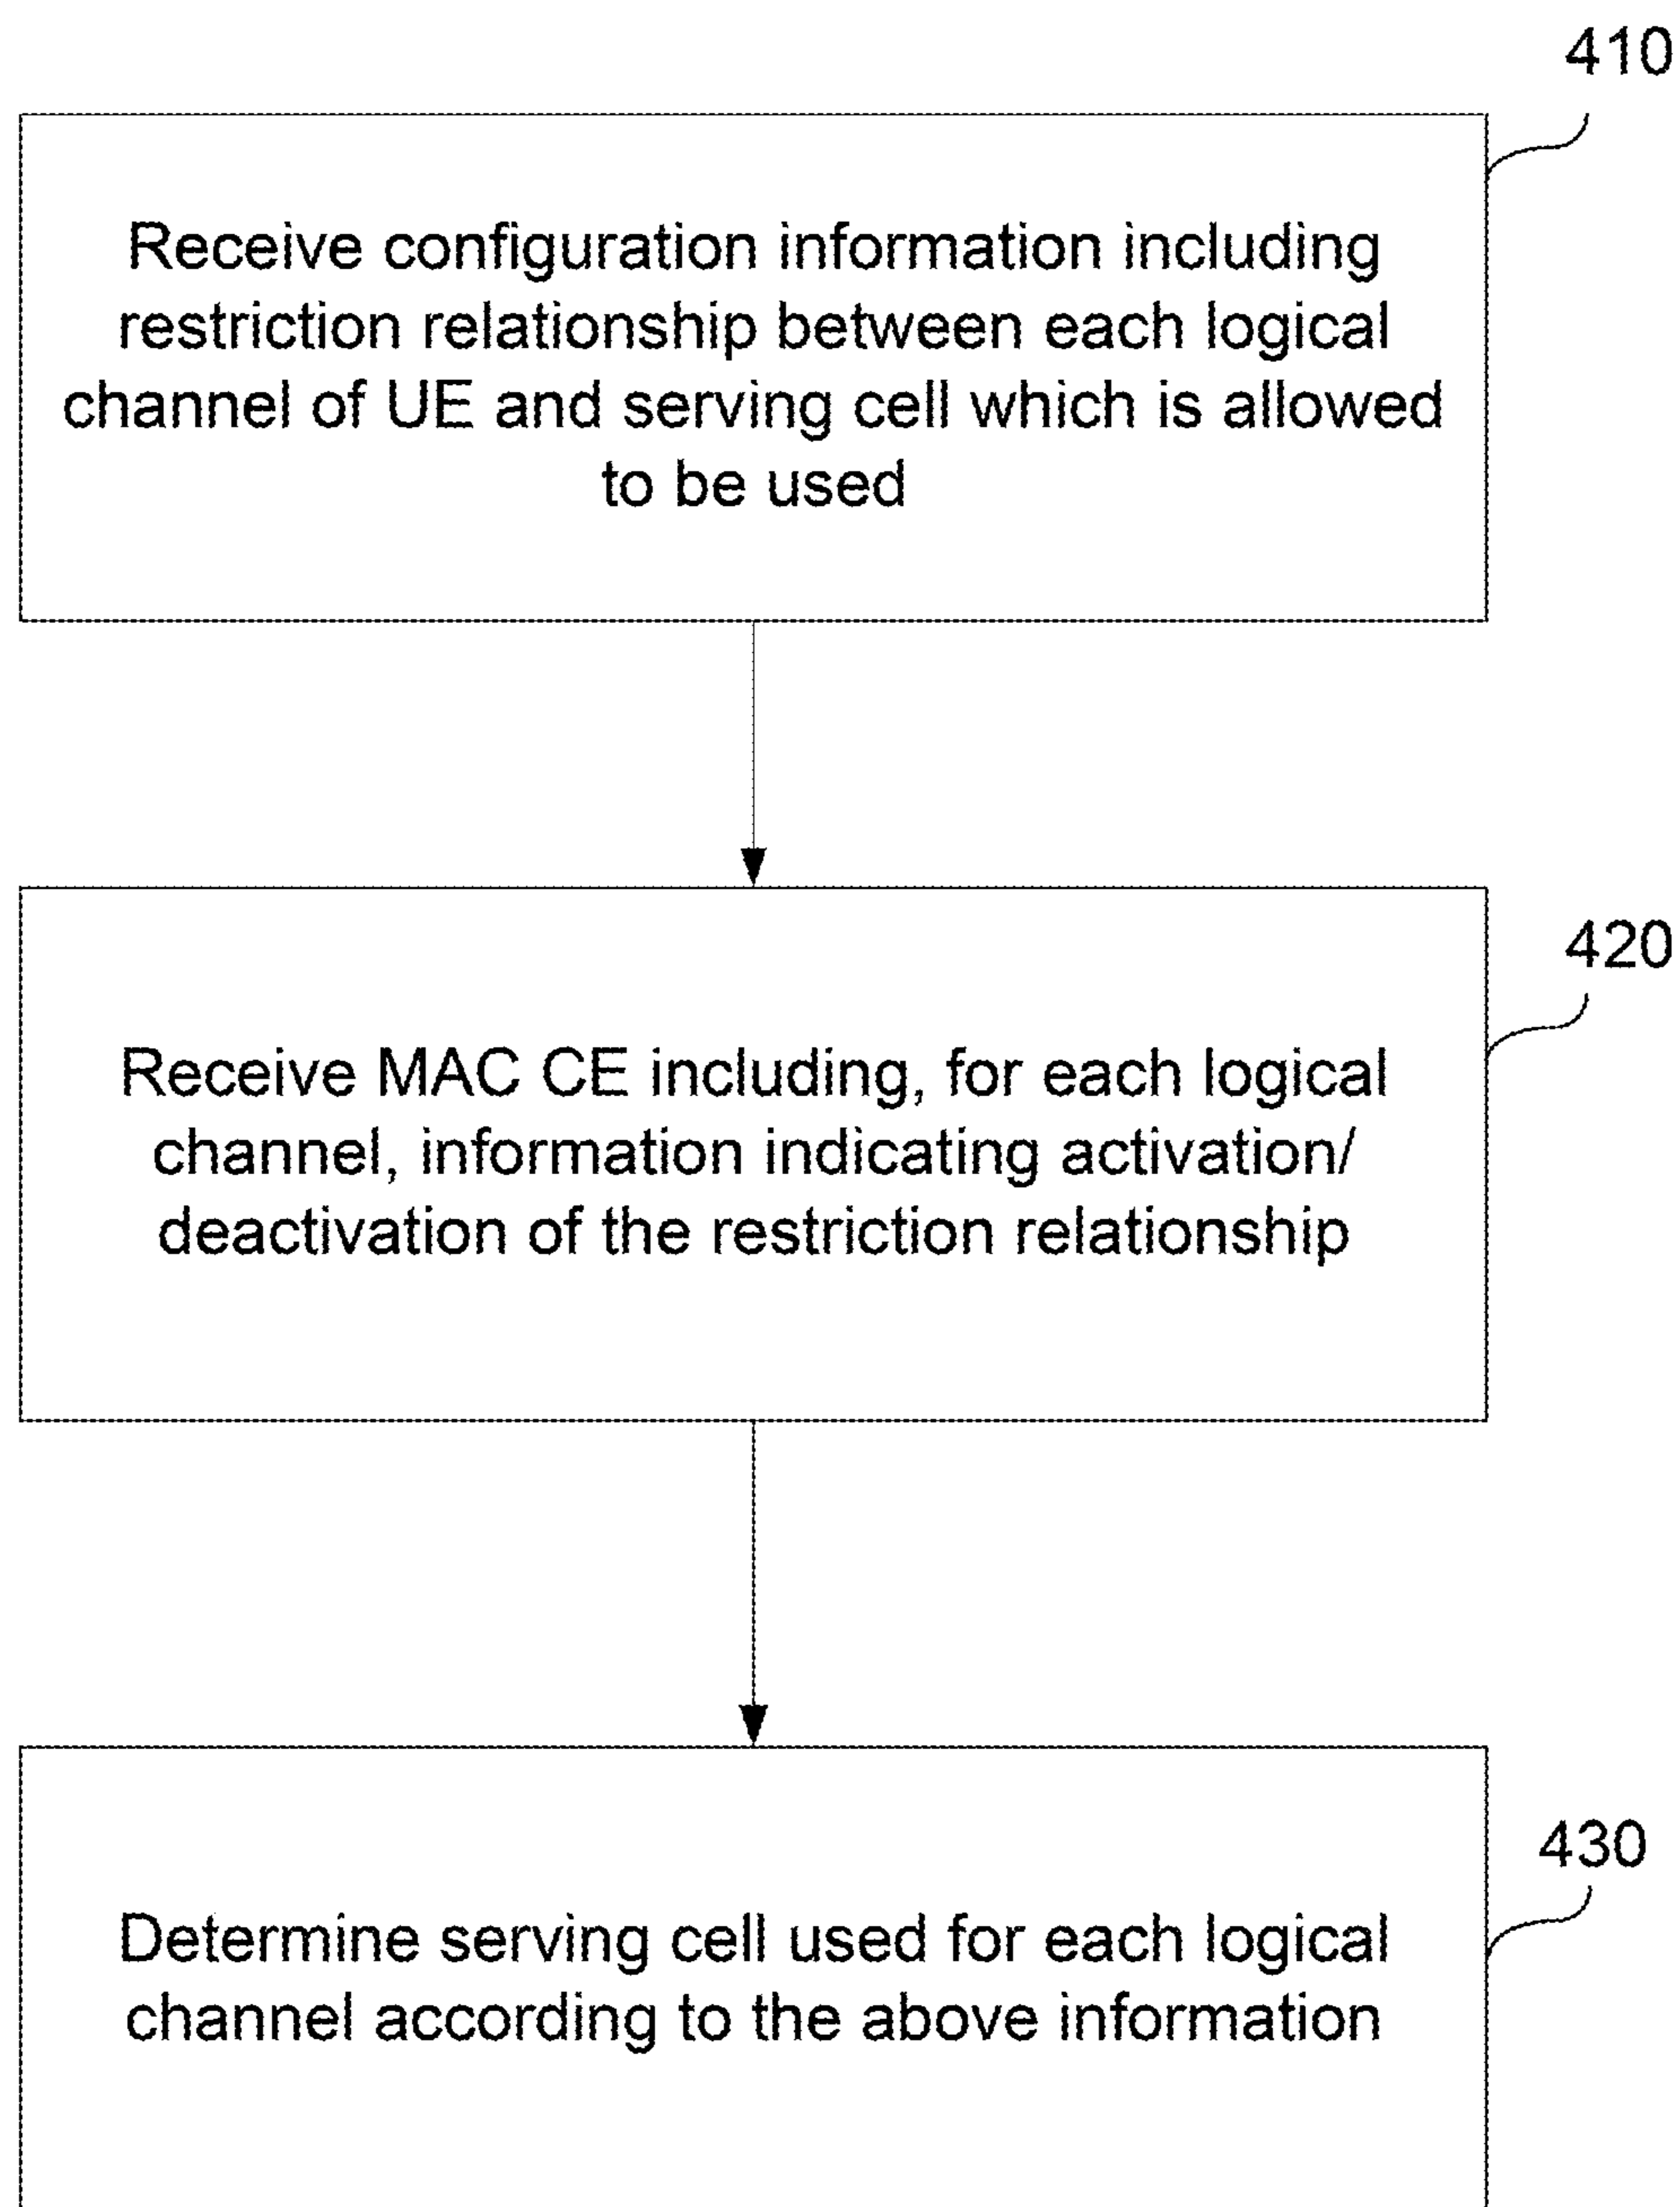 410
Receive configuration information including
restriction relationship between each logical
channel of UE and serving cell which is allowed
to be used
420
Receive MAC CE including, for each logical
channel, information indicating activation/
deactivation of the restriction relationship
430
Determine serving cell used for each logical
channel according to the above information